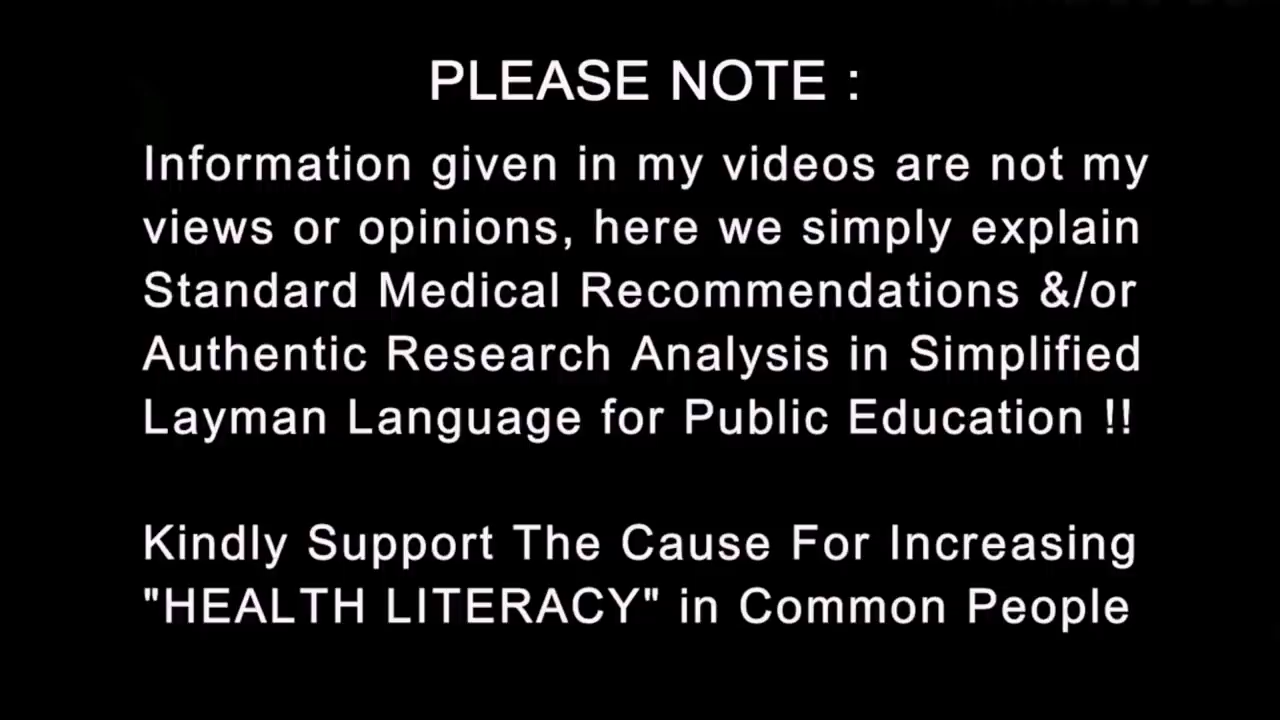 PLEASE NOTE :
Information given in my videos are not my
views or opinions, here we simply explain
Standard Medical Recommendations &/or
Authentic Research Analysis in Simplified
Layman Language for Public Education !!
Kindly Support The Cause For Increasing
"HEALTH LITERACY" in Common People